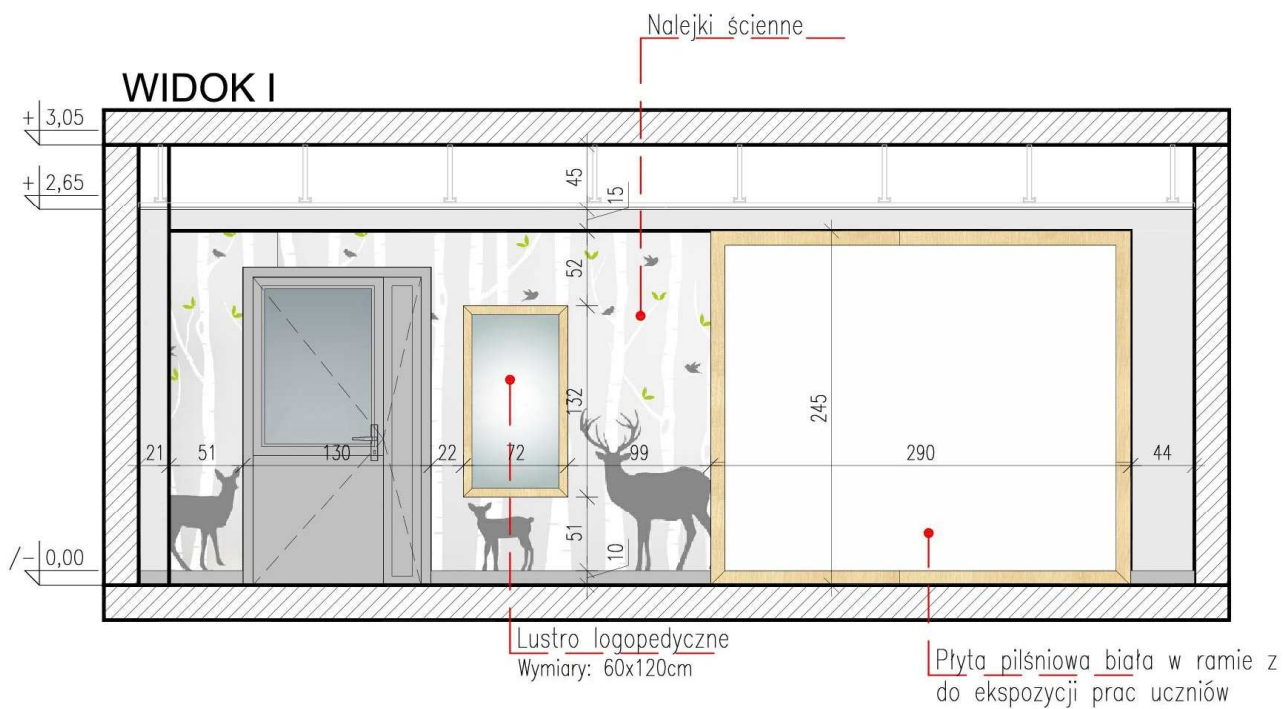 Nalejki ścienne
WIDOK I
+ 3,05
+ 2,65
45
15
52
132
245
21 51 130 22 72 99 290 44
51
10
/- 0,00
Lustro logopedyczne
Wymiary: 60x120cm
Płyta pilśniowa biała w ramie z
do ekspozycji prac uczniów